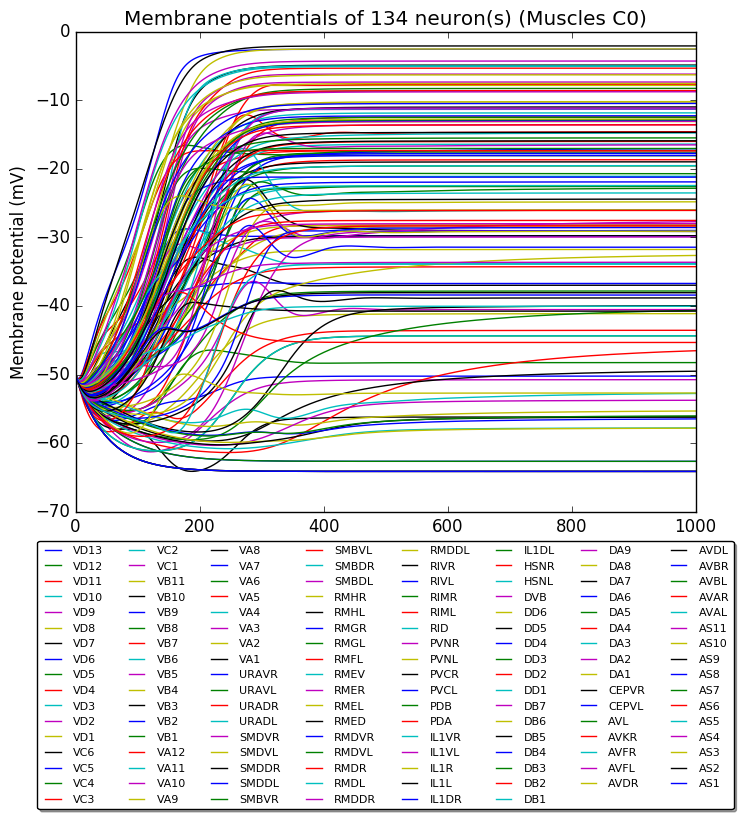 Membrane potentials of 134 neuron(s) (Muscles C0)
Membrane potential (mV)
0
−10
−20
−30
−40
−50
−60
−70
0 200 400 600 800 1000
VD13 VC2 VA8 SMBVL RMDDL IL1DL DA9 AVDL
VD12 VC1 VA7 SMBDR RIVR HSNR DA8 AVBR
VD11 VB11 VA6 SMBDL RIVL HSNL DA7 AVBL
VD10 VB10 VA5 RMHR RIMR DVB DA6 AVAR
VD9 VB9 VA4 RMHL RIML DD6 DA5 AVAL
VD8 VB8 VA3 RMGR RID DD5 DA4 AS11
VD7 VB7 VA2 RMGL PVNR DD4 DA3 AS10
VD6 VB6 VA1 RMFL PVNL DD3 DA2 AS9
VD5 VB5 URAVR RMEV PVCR DD2 DA1 AS8
VD4 VB4 URAVL RMER PVCL DD1 CEPVR AS7
VD3 VB3 URADR RMEL PDB DB7 CEPVL AS6
VD2 VB2 URADL RMED PDA DB6 AVL AS5
VD1 VB1 SMDVR RMDVR IL1VR DB5 AVKR AS4
VC6 VA12 SMDVL RMDVL IL1VL DB4 AVFR AS3
VC5 VA11 SMDDR RMDR IL1R DB3 AVFL AS2
VC4 VA10 SMDDL RMDL IL1L DB2 AVDR AS1
VC3 VA9 SMBVR RMDDR IL1DR DB1